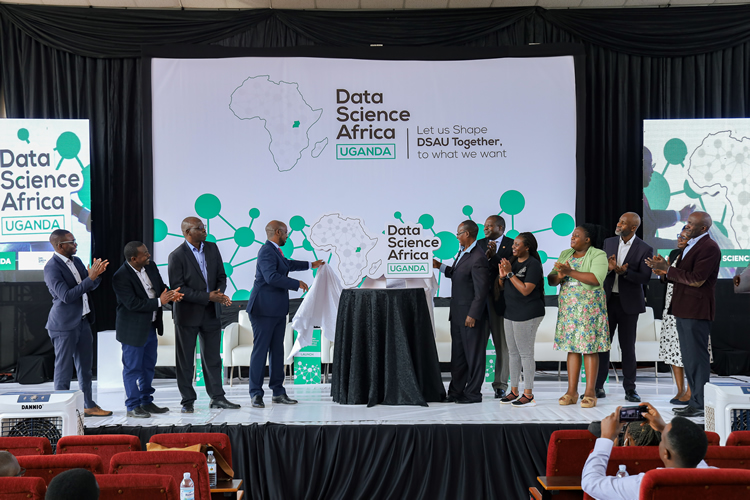 Data
Science
Africa
UGANDA
Let us Shape
DSAU Together,
to what we want
Data
Science
Africa
UGANDA
Data
Science
Africa
UGANDA
SCIENCE
DANNIO